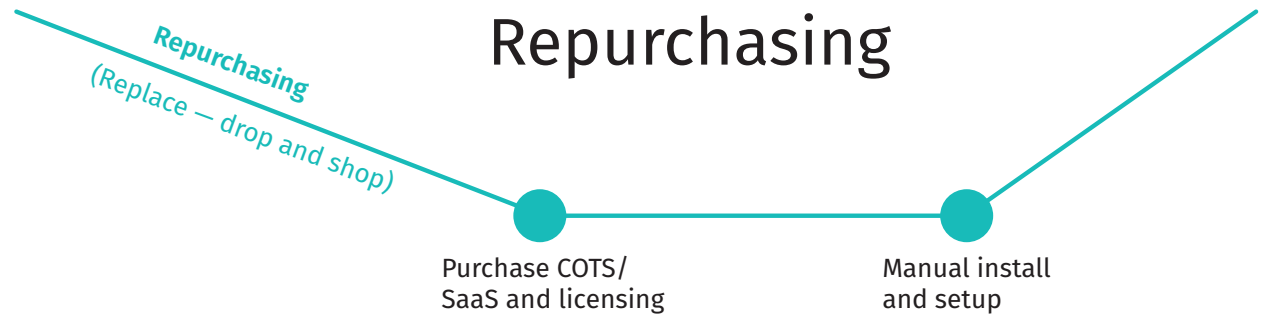 Repurchasing
Repurchasing
(Replace — drop and shop)
Purchase COTS/
SaaS and licensing
Manual install
and setup